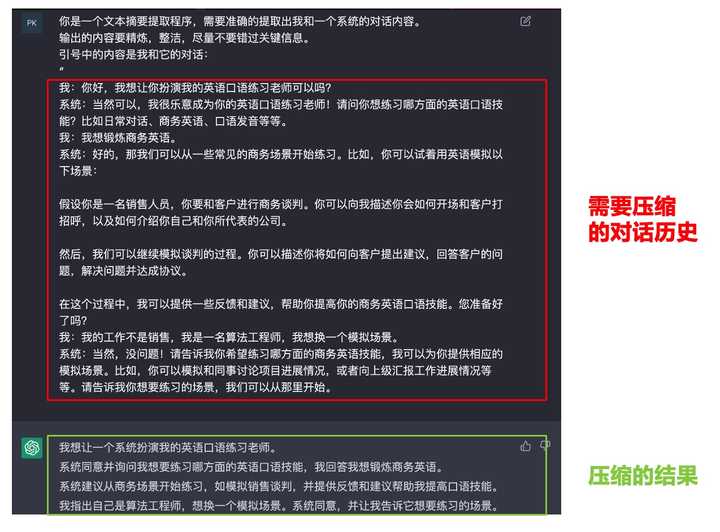 PK
你是一个文本摘要提取程序，需要准确的提取出我和一个系统的对话内容。
输出的内容要精炼，整洁，尽量不要错过关键信息。
引号中的内容是我和它的对话：
“
我：你好，我想让你扮演我的英语口语练习老师可以吗？
系统：当然可以，我很乐意成为你的英语口语练习老师！请问你想练习哪方面的英语口语技
能？比如日常对话、商务英语、口语发音等等。
我：我想锻炼商务英语。
系统：好的，那我们可以从一些常见的商务场景开始练习。比如，你可以试着用英语模拟以
下场景：
假设你是一名销售人员，你要和客户进行商务谈判。你可以向我描述你会如何开场和客户打
招呼，以及如何介绍你自己和你所代表的公司。
然后，我们可以继续模拟谈判的过程。你可以描述你将如何向客户提出建议，回答客户的问
题，解决问题并达成协议。
在这个过程中，我可以提供一些反馈和建议，帮助你提高你的商务英语口语技能。您准备好
了吗？
我：我的工作不是销售，我是一名算法工程师，我想换一个模拟场景。
系统：当然，没问题！请告诉我你希望练习哪方面的商务英语技能，我可以为你提供相应的
模拟场景。比如，你可以模拟和同事讨论项目进展情况，或者向上级汇报工作进展情况等
等。请告诉我你想要练习的场景，我们可以从那里开始。
需要压缩
的对话历史
我想让一个系统扮演我的英语口语练习老师。
系统同意并询问我想要练习哪方面的英语口语技能，我回答我想锻炼商务英语。
系统建议从商务场景开始练习，如模拟销售谈判，并提供反馈和建议帮助我提高口语技能。
我指出自己是算法工程师，想换一个模拟场景。系统同意，并让我告诉它想要练习的场景。
压缩的结果